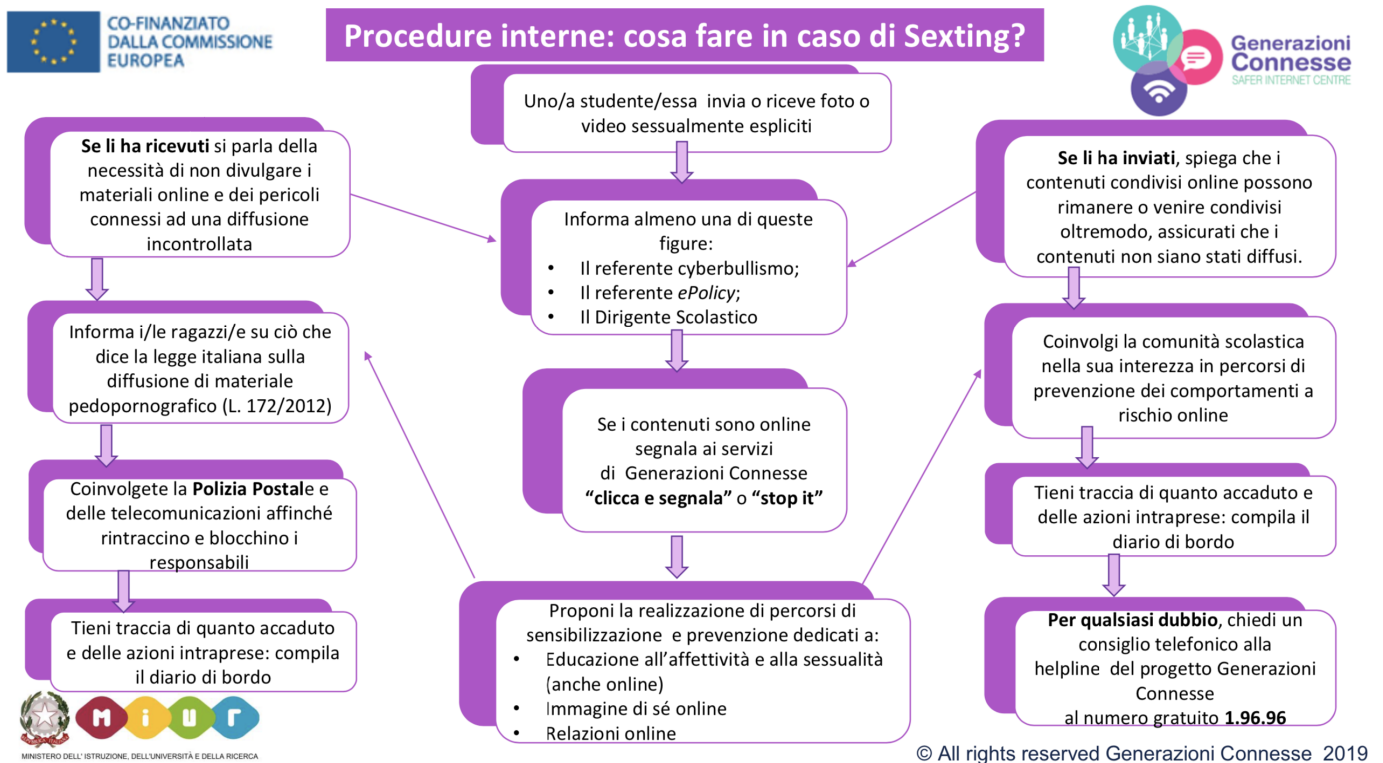 CO-FINANZIATO
DALLA COMMISSIONE
EUROPEA
Procedure interne: cosa fare in caso di Sexting?
Generazioni
Connesse
SAFER INTERNET CENTRE
Uno/a studente/essa invia o riceve foto o
video sessualmente espliciti
Se li ha ricevuti si parla della
necessità di non divulgare i
materiali online e dei pericoli
connessi ad una diffusione
incontrollata
Informa i/le ragazzi/e su ciò che
dice la legge italiana sulla
diffusione di materiale
pedopornografico (L. 172/2012)
Coinvolgete la Polizia Postale e
delle telecomunicazioni affinché
rintraccino e blocchino i
responsabili
Tieni traccia di quanto accaduto
e delle azioni intraprese: compila
il diario di bordo
Informa almeno una di queste
figure:
• Il referente cyberbullismo;
• Il referente ePolicy;
• Il Dirigente Scolastico
Se i contenuti sono online
segnala ai servizi
di Generazioni Connesse
“clicca e segnala” o “stop it”
Proponi la realizzazione di percorsi di
sensibilizzazione e prevenzione dedicati a:
• Educazione all’affettività e alla sessualità
(anche online)
• Immagine di sé online
• Relazioni online
Se li ha inviati, spiega che i
contenuti condivisi online possono
rimanere o venire condivisi
oltremodo, assicurati che i
contenuti non siano stati diffusi.
Coinvolgi la comunità scolastica
nella sua interezza in percorsi di
prevenzione dei comportamenti a
rischio online
Tieni traccia di quanto accaduto e
delle azioni intraprese: compila il
diario di bordo
Per qualsiasi dubbio, chiedi un
consiglio telefonico alla
helpline del progetto Generazioni
Connesse
al numero gratuito 1.96.96
miur
MINISTERO DELL' ISTRUZIONE, DELL'UNIVERSITÀ E DELLA RICERCA
© All rights reserved Generazioni Connesse 2019